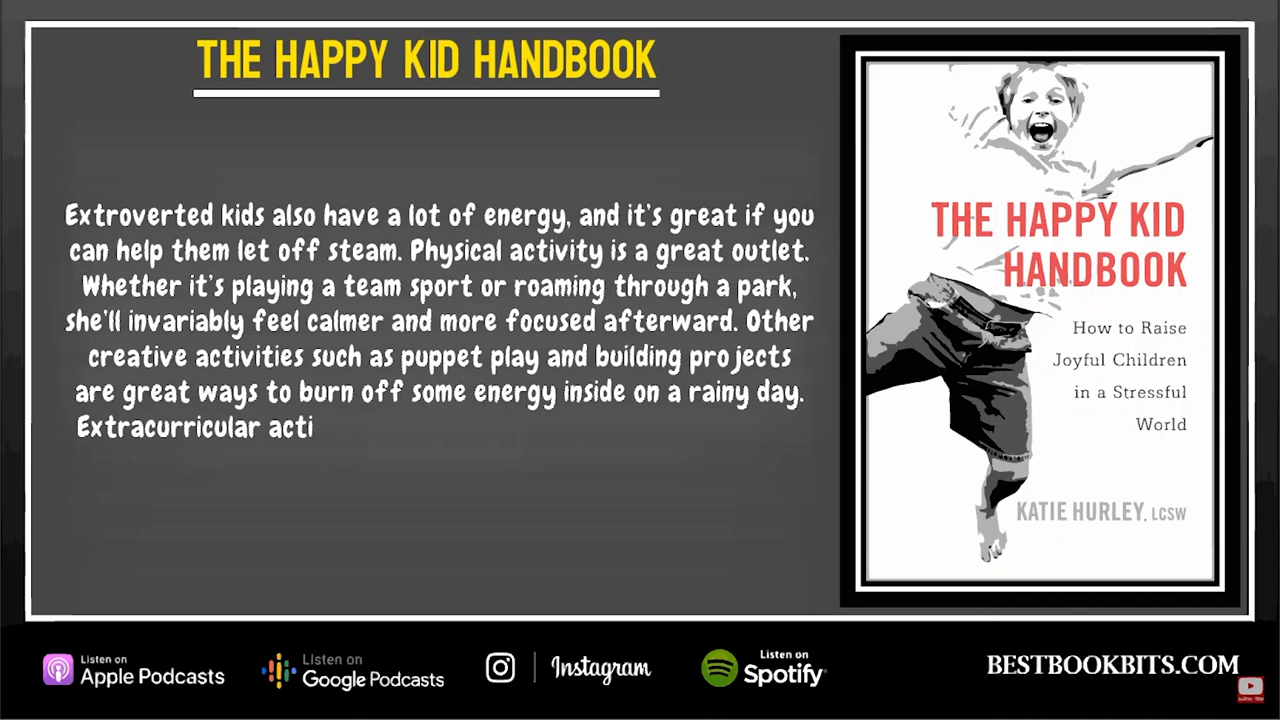 THE HAPPY KID HANDBOOK
Extroverted kids also have a lot of energy, and it's great if you
can help them let off steam. Physical activity is a great outlet.
Whether it's playing a team sport or roaming through a park,
she'll invariably feel calmer and more focused afterward. Other
creative activities such as puppet play and building projects
are great ways to burn off some energy inside on a rainy day.
Extracurricular acti
THE HAPPY KID
HANDBOOK
How to Raise
Joyful Children
in a Stressful
World
KATIE HURLEY, LCSW
Listen on
Apple Podcasts
Listen on
Google Podcasts
Instagram
Listen on
Spotify
BESTBOOKBITS.COM